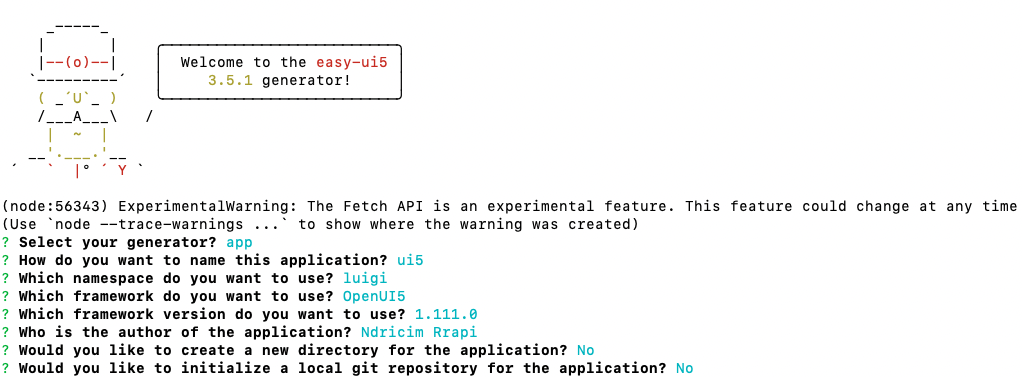 Welcome to the easy-ui5
3.5.1 generator!
(node:56343) ExperimentalWarning: The Fetch API is an experimental feature. This feature could change at any time
(Use `node --trace-warnings ...` to show where the warning was created)
? Select your generator? app
? How do you want to name this application? ui5
? Which namespace do you want to use? luigi
? Which framework do you want to use? OpenUI5
? Which framework version do you want to use? 1.111.0
? Who is the author of the application? Ndricim Rrapi
? Would you like to create a new directory for the application? No
? Would you like to initialize a local git repository for the application? No